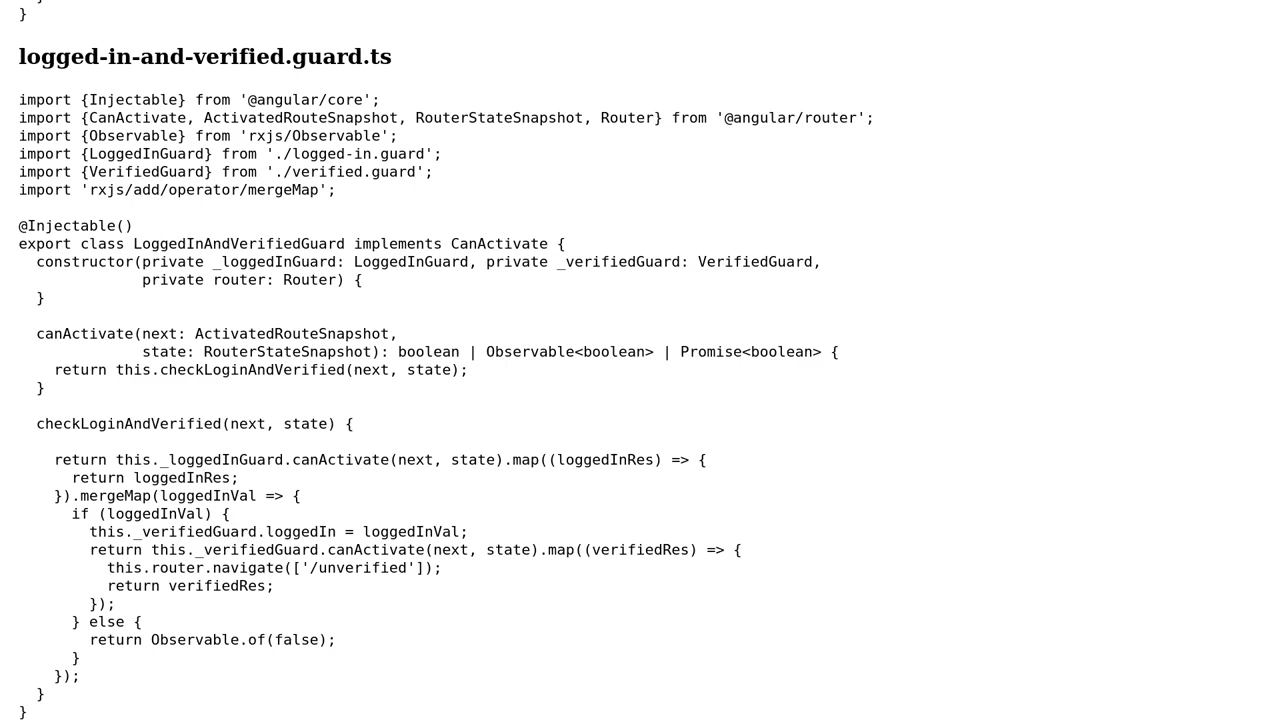 }
logged-in-and-verified.guard.ts
import {Injectable} from '@angular/core';
import {CanActivate, ActivatedRouteSnapshot, RouterStateSnapshot, Router} from '@angular/router';
import {Observable} from 'rxjs/Observable';
import {LoggedInGuard} from './logged-in.guard';
import {VerifiedGuard} from './verified.guard';
import 'rxjs/add/operator/mergeMap';
@Injectable()
export class LoggedInAndVerifiedGuard implements CanActivate {
  constructor(private _loggedInGuard: LoggedInGuard, private _verifiedGuard: VerifiedGuard,
              private router: Router) {
  }
  canActivate(next: ActivatedRouteSnapshot,
              state: RouterStateSnapshot): boolean | Observable<boolean> | Promise<boolean> {
    return this.checkLoginAndVerified(next, state);
  }
  checkLoginAndVerified(next, state) {
    return this._loggedInGuard.canActivate(next, state).map((loggedInRes) => {
      return loggedInRes;
    }).mergeMap(loggedInVal => {
      if (loggedInVal) {
        this._verifiedGuard.loggedIn = loggedInVal;
        return this._verifiedGuard.canActivate(next, state).map((verifiedRes) => {
          this.router.navigate(['/unverified']);
          return verifiedRes;
        });
      } else {
        return Observable.of(false);
      }
    });
  }
}